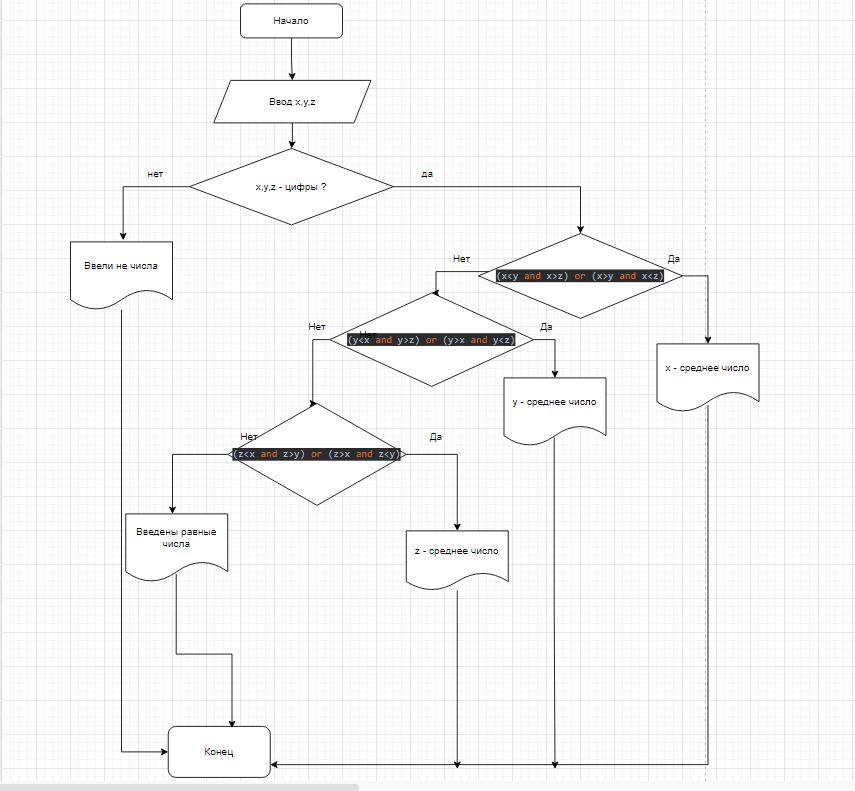 Начало
Ввод x,y,z
x,y,z - цифры ?
нет
да
Ввели не числа
(x<y and x>z) or (x>y and x<z)
Нет
Да
x - среднее число
(y<x and y>z) or (y>x and y<z)
Нет
Нет
Да
y - среднее число
(z<x and z>y) or (z>x and z<y)
Нет
Да
Введены равные
числа
z - среднее число
Конец